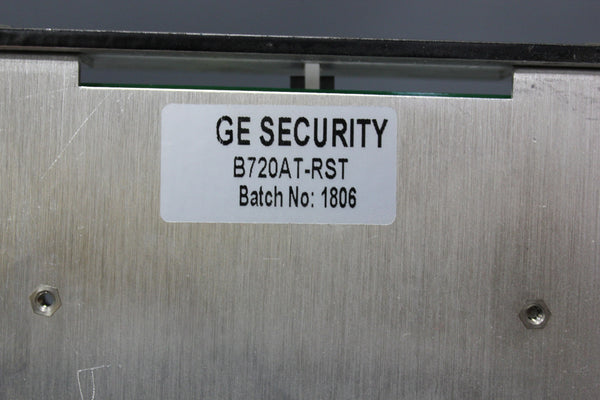 GE SECURITY
B720AT-RST
Batch No: 1806